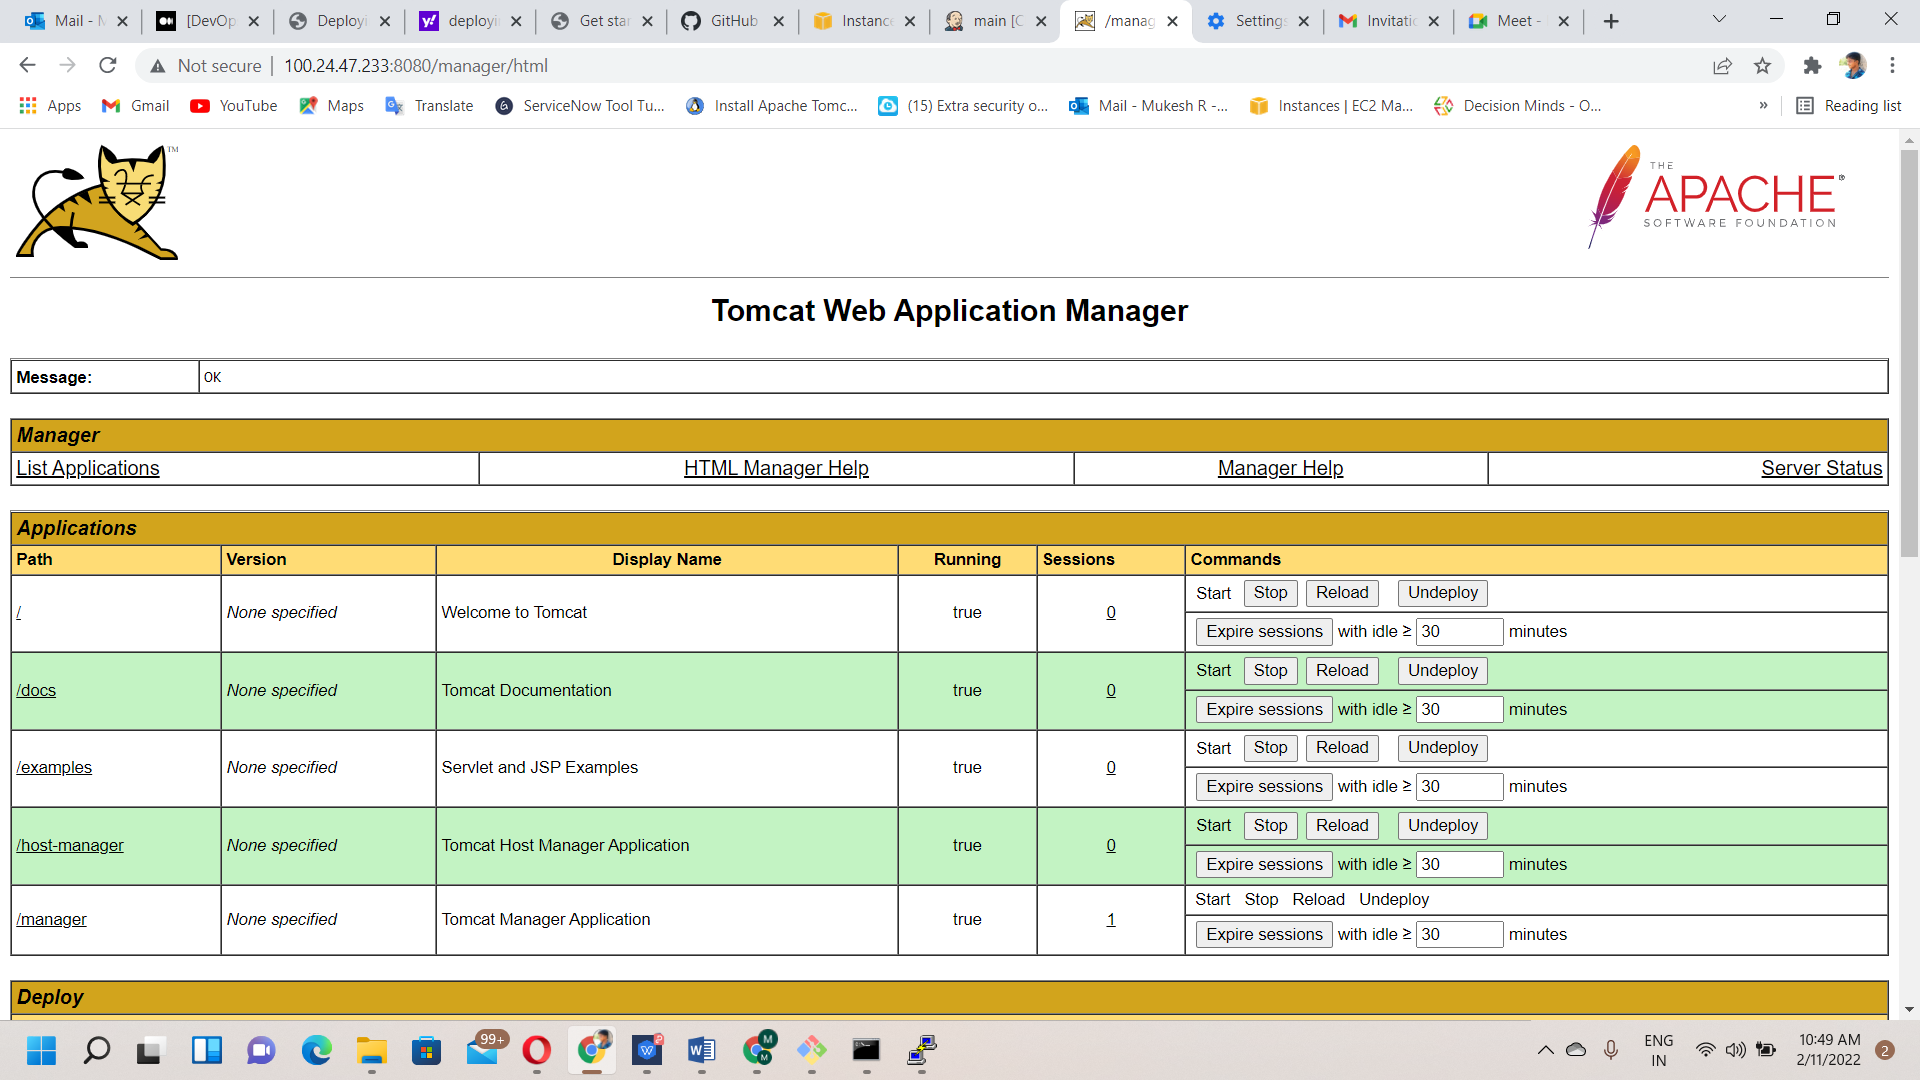 Mail - M
[DevOp
Deployi
deployin
Get star
GitHub
Instance
main [C
/manag
Settings
Invitatio
Meet -
Not secure | 100.24.47.233:8080/manager/html
Apps
Gmail
YouTube
Maps
Translate
ServiceNow Tool Tu...
Install Apache Tomc...
(15) Extra security o...
Mail - Mukesh R -...
Instances | EC2 Ma...
Decision Minds - O...
»
Reading list
TM
THE
APACHE®
SOFTWARE FOUNDATION
Tomcat Web Application Manager
Message: OK
Manager
List Applications HTML Manager Help Manager Help Server Status
Applications
Path Version Display Name Running Sessions Commands
/ None specified Welcome to Tomcat true 0 Start Stop Reload Undeploy
Expire sessions with idle ≥ 30 minutes
/docs None specified Tomcat Documentation true 0 Start Stop Reload Undeploy
Expire sessions with idle ≥ 30 minutes
/examples None specified Servlet and JSP Examples true 0 Start Stop Reload Undeploy
Expire sessions with idle ≥ 30 minutes
/host-manager None specified Tomcat Host Manager Application true 0 Start Stop Reload Undeploy
Expire sessions with idle ≥ 30 minutes
/manager None specified Tomcat Manager Application true 1 Start Stop Reload Undeploy
Expire sessions with idle ≥ 30 minutes
Deploy
99+
M
M
ENG
IN
10:49 AM
2/11/2022
2